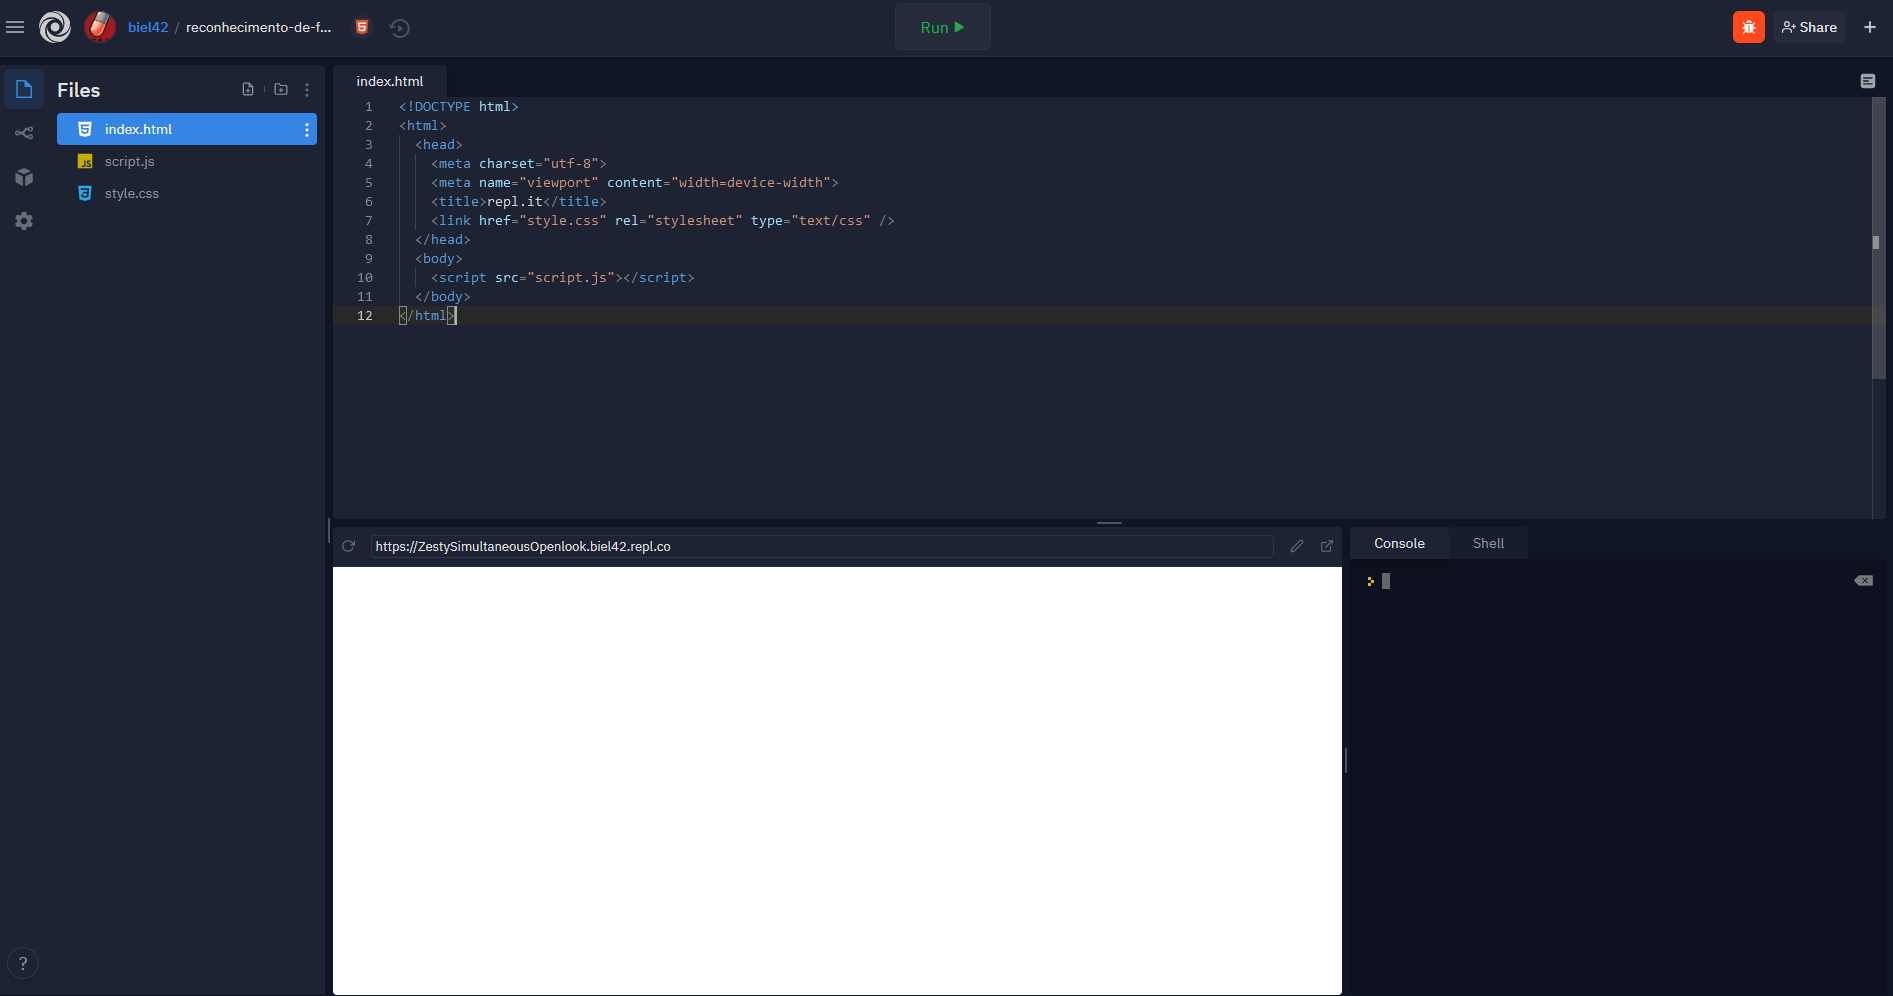 biel42 / reconhecimento-de-f...
Run
Share
Files
index.html
script.js
style.css
index.html
1 <!DOCTYPE html>
2 <html>
3 <head>
4 <meta charset="utf-8">
5 <meta name="viewport" content="width=device-width">
6 <title>repl.it</title>
7 <link href="style.css" rel="stylesheet" type="text/css" />
8 </head>
9 <body>
10 <script src="script.js"></script>
11 </body>
12 </html>
https://ZestySimultaneousOpenlook.biel42.repl.co
Console
Shell
?